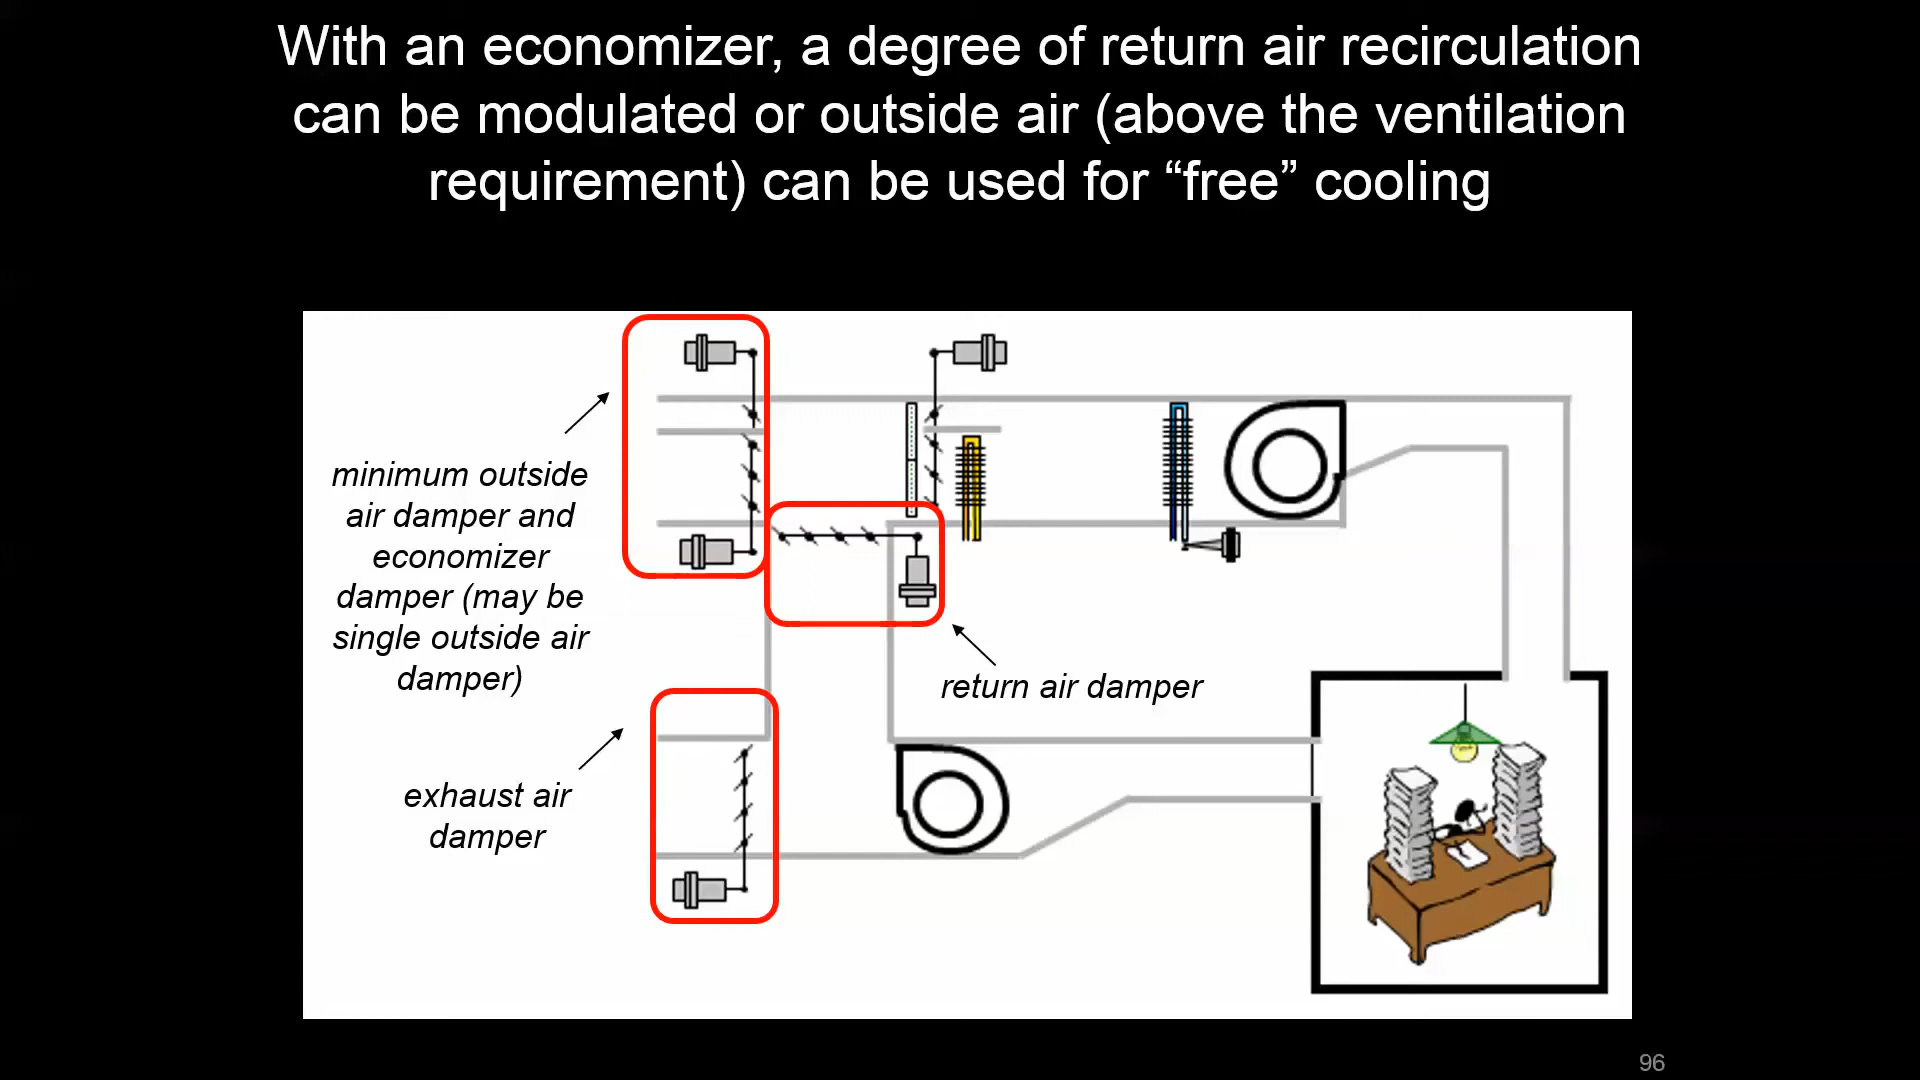 With an economizer, a degree of return air recirculation
can be modulated or outside air (above the ventilation
requirement) can be used for “free” cooling
minimum outside
air damper and
economizer
damper (may be
single outside air
damper)
return air damper
exhaust air
damper
96